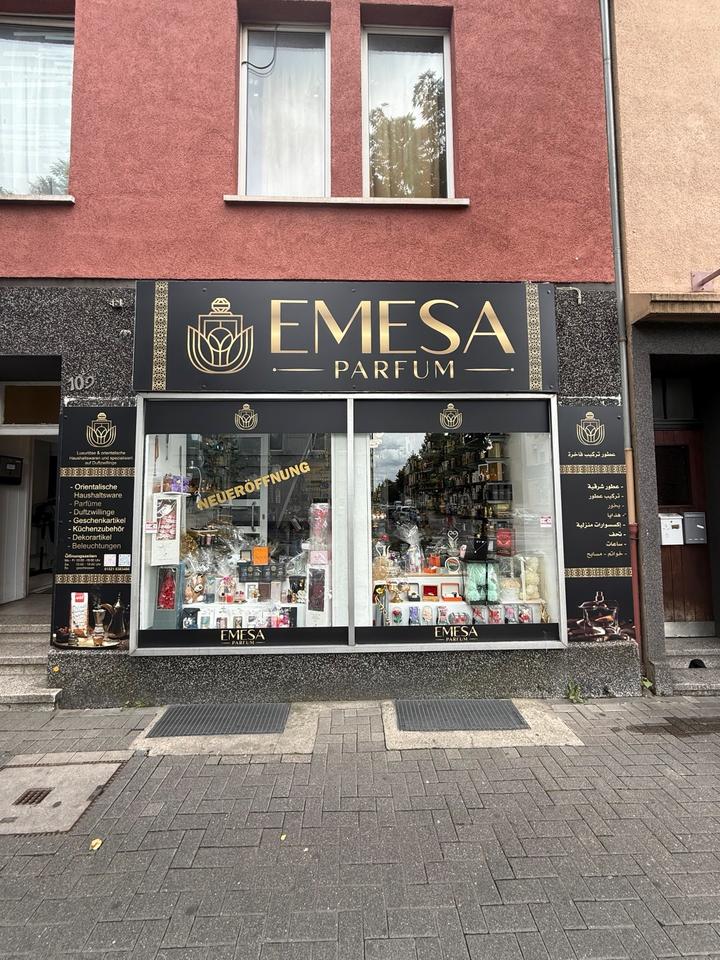 EMESA
PARFUM
109
Luxuriöse & orientalische
Haushaltswaren und spezialisiert
auf Duftzwillinge
- Orientalische
Haushaltsware
- Parfüme
- Duftzwillinge
- Geschenkartikel
- Küchenzubehör
- Dekorartikel
- Beleuchtungen
Öffnungszeiten
geschlossen
NEUERÖFFNUNG
EMESA
PARFUM
EMESA
PARFUM
عطور تركيب فاخرة
- عطور شرقية
- تركيب عطور
- بخور
- هدايا
- إكسسوارات منزلية
- تحف
- ساعات
- خواتم - مسابح